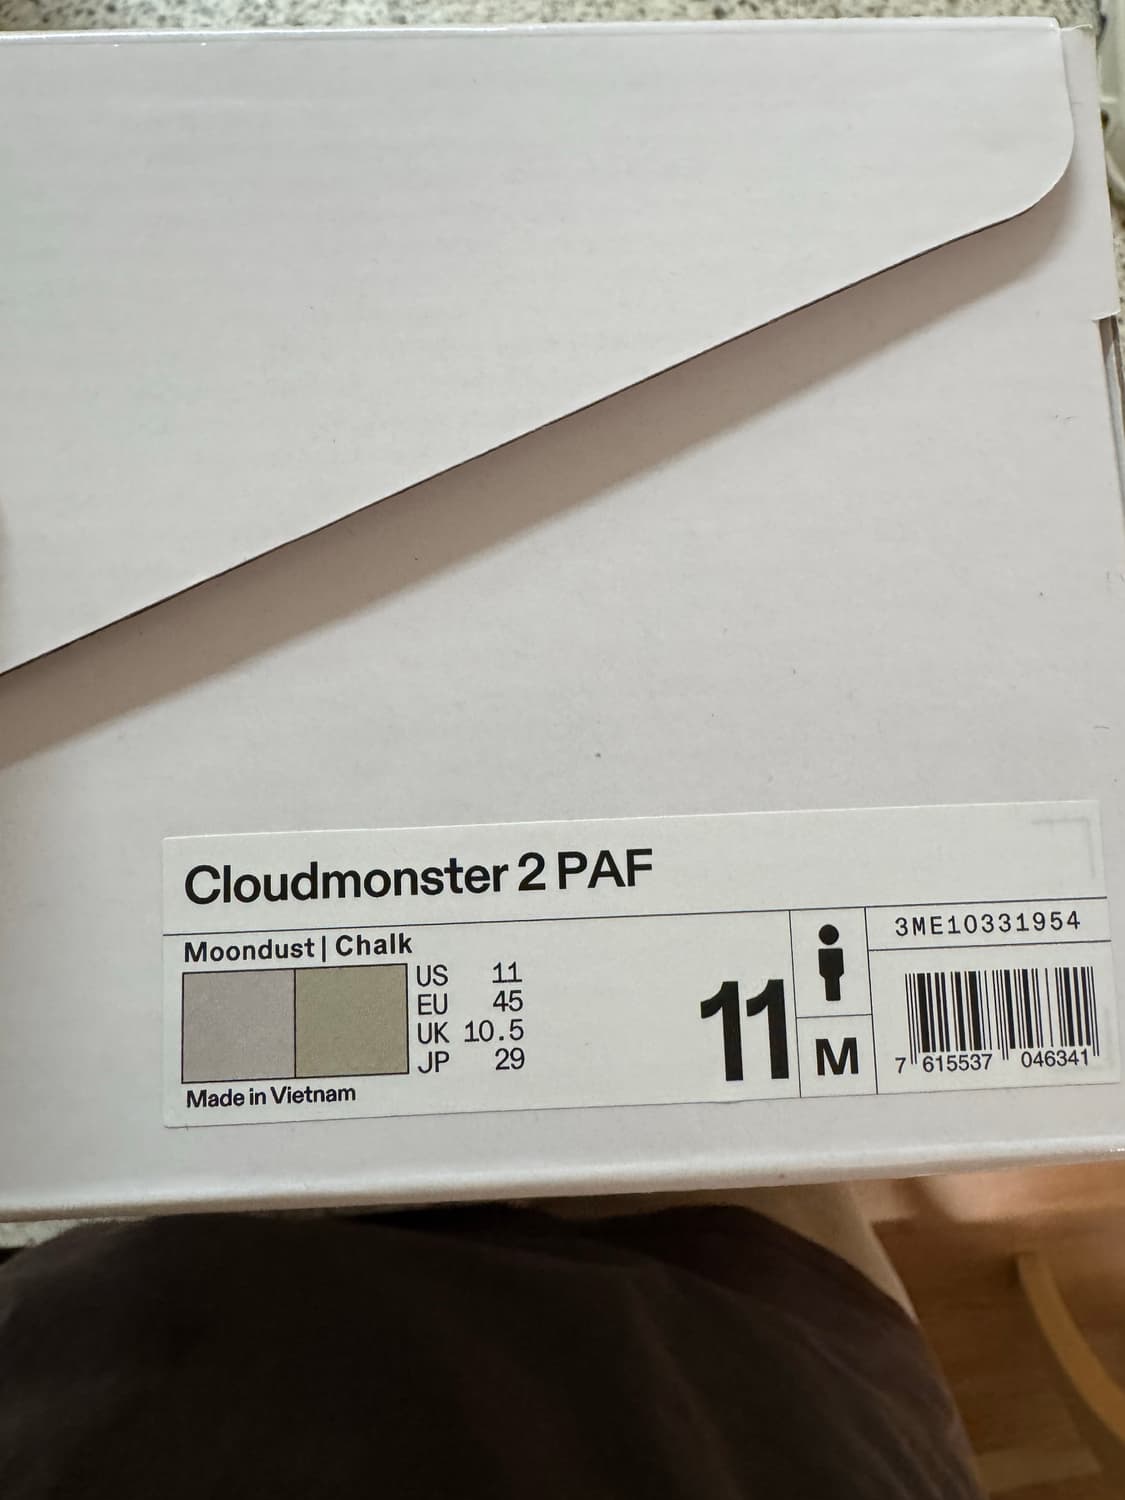 Cloudmonster 2 PAF
Moondust | Chalk
US 11
EU 45
UK 10.5
JP 29
Made in Vietnam
11
M
3ME10331954
7 615537 046341